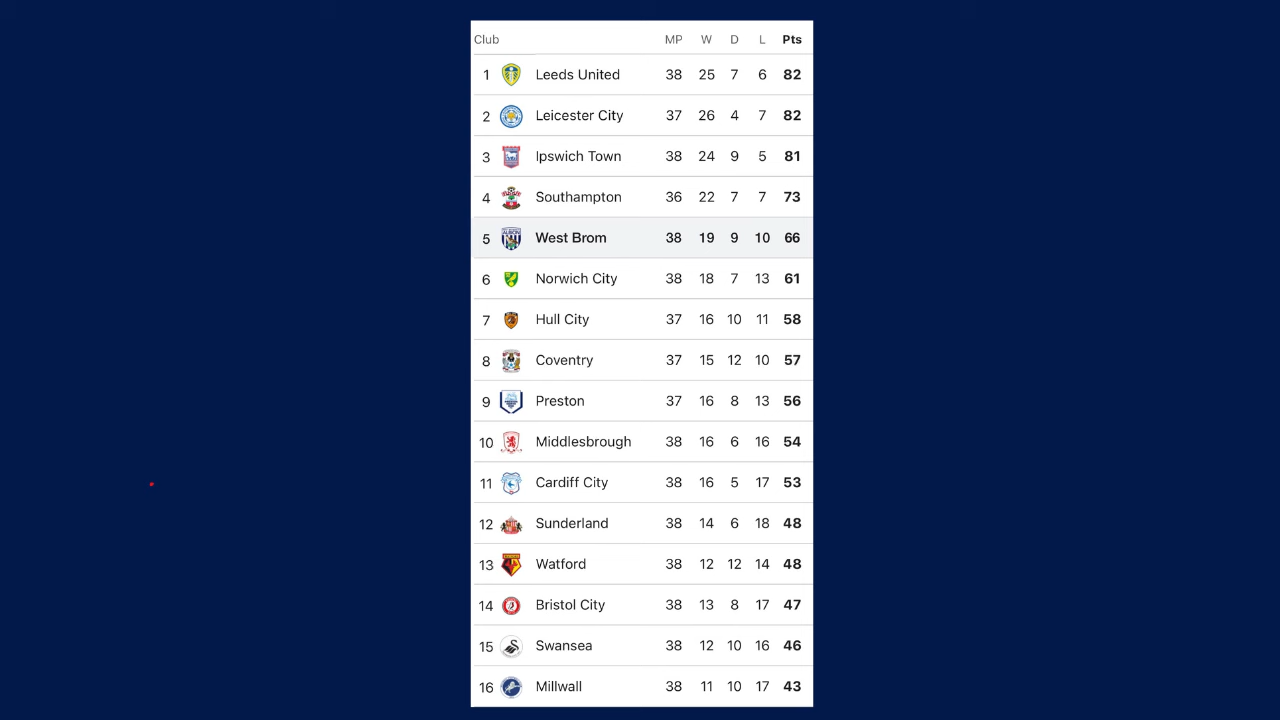 Club MP W D L Pts
1 Leeds United 38 25 7 6 82
2 Leicester City 37 26 4 7 82
3 Ipswich Town 38 24 9 5 81
4 Southampton 36 22 7 7 73
5 West Brom 38 19 9 10 66
6 Norwich City 38 18 7 13 61
7 Hull City 37 16 10 11 58
8 Coventry 37 15 12 10 57
9 Preston 37 16 8 13 56
10 Middlesbrough 38 16 6 16 54
11 Cardiff City 38 16 5 17 53
12 Sunderland 38 14 6 18 48
13 Watford 38 12 12 14 48
14 Bristol City 38 13 8 17 47
15 Swansea 38 12 10 16 46
16 Millwall 38 11 10 17 43